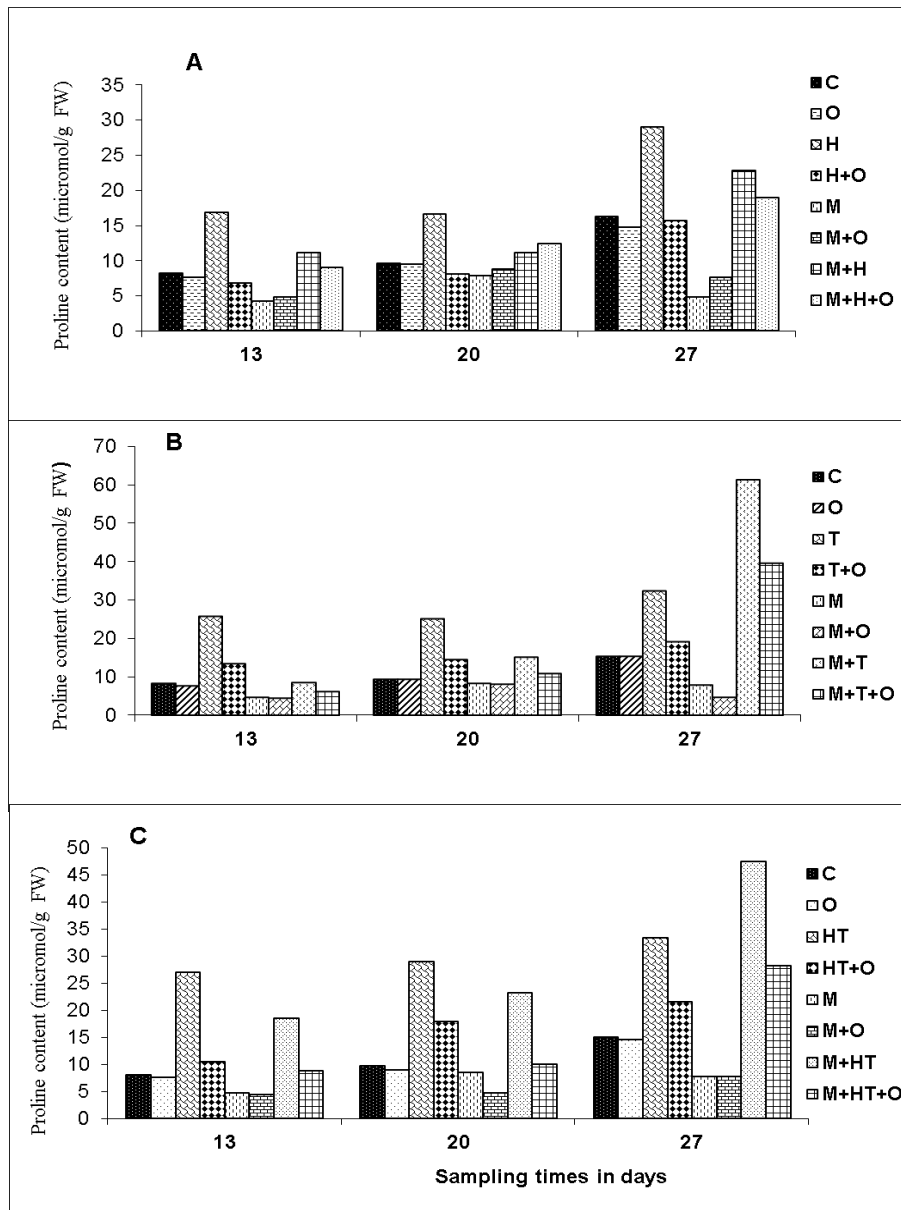 A
Proline content (micromol/g FW)
35
30
25
20
15
10
5
0
13
20
27
C
O
H
H+O
M
M+O
M+H
M+H+O
B
Proline content (micromol/g FW)
70
60
50
40
30
20
10
0
13
20
27
C
O
T
T+O
M
M+O
M+T
M+T+O
C
Proline content (micromol/g FW)
50
45
40
35
30
25
20
15
10
5
0
13
20
27
Sampling times in days
C
O
HT
HT+O
M
M+O
M+HT
M+HT+O